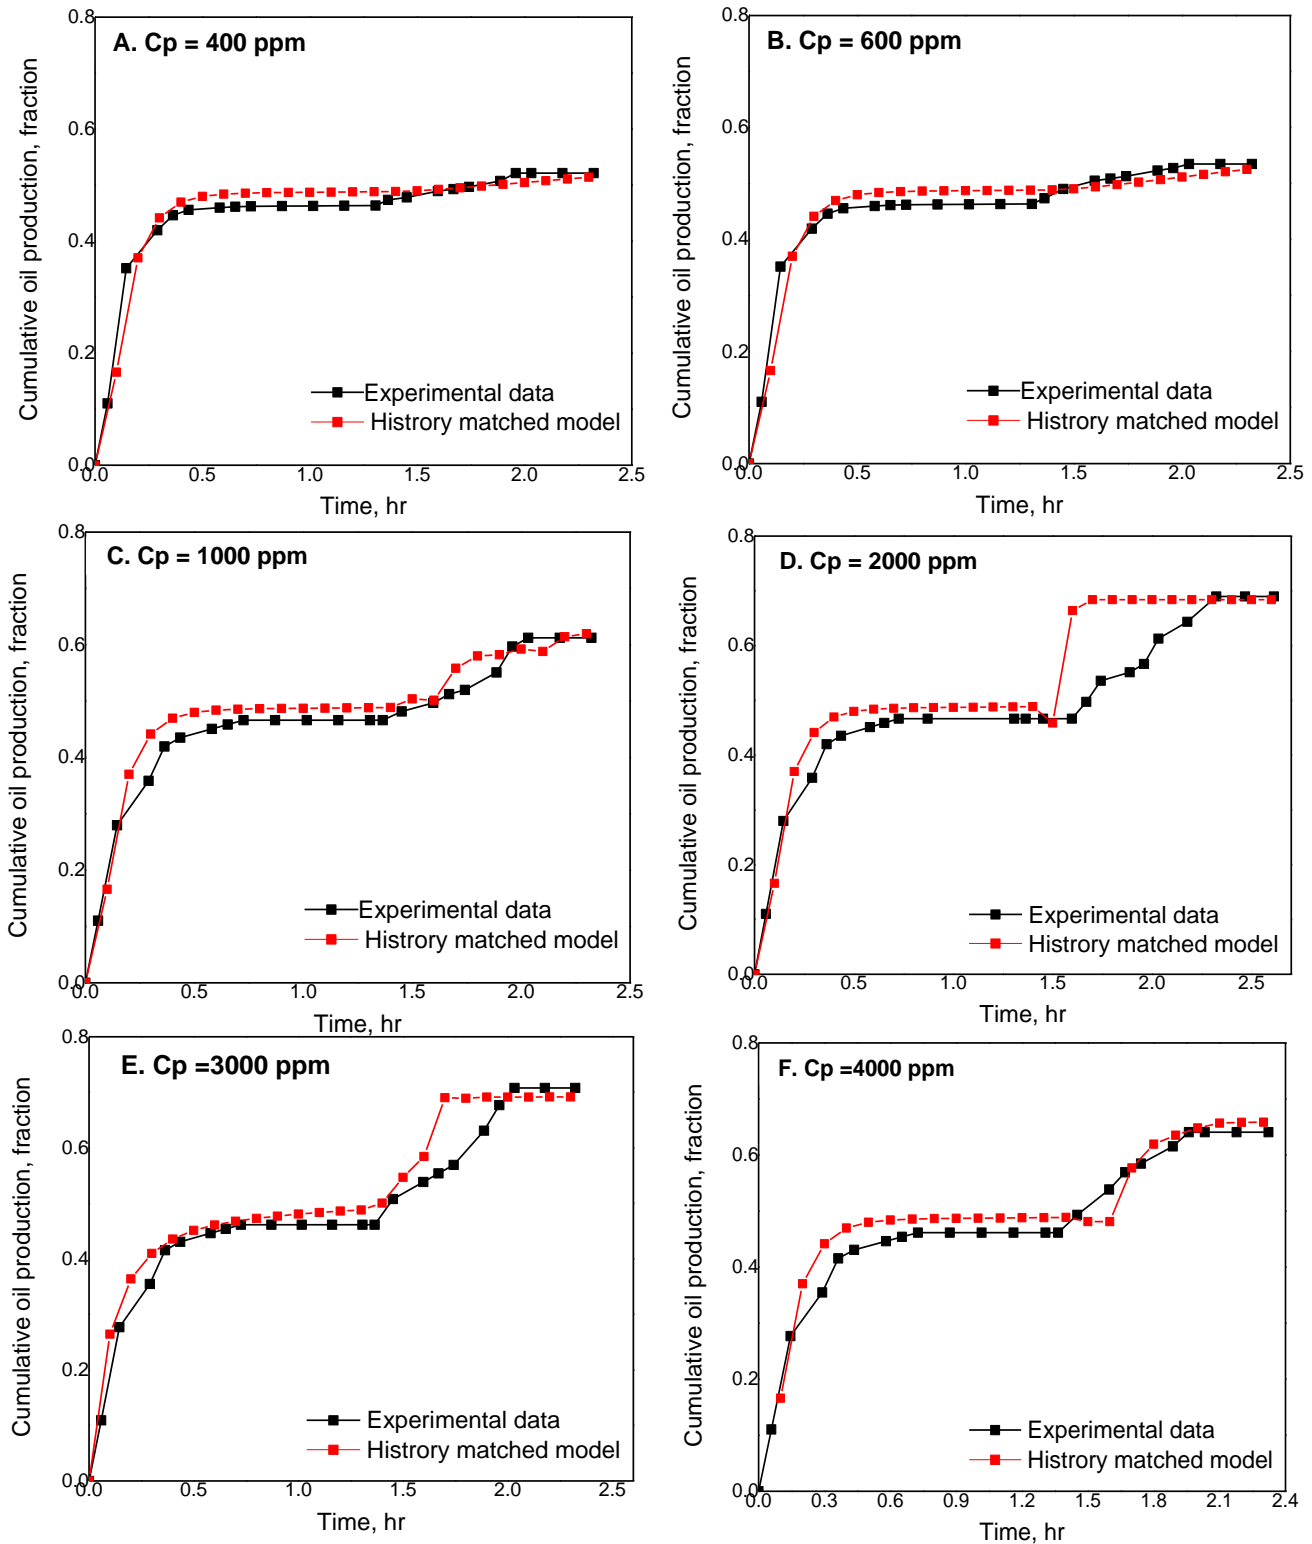 A. Cp = 400 ppm
Cumulative oil production, fraction
0.8
0.6
0.4
0.2
0.0
Experimental data
Histrory matched model
0.0 0.5 1.0 1.5 2.0 2.5
Time, hr
B. Cp = 600 ppm
Cumulative oil production, fraction
0.8
0.6
0.4
0.2
0.0
Experimental data
Histrory matched model
0.0 0.5 1.0 1.5 2.0 2.5
Time, hr
C. Cp = 1000 ppm
Cumulative oil production, fraction
0.8
0.6
0.4
0.2
0.0
Experimental data
Histrory matched model
0.0 0.5 1.0 1.5 2.0 2.5
Time, hr
D. Cp = 2000 ppm
Cumulative oil production, fraction
0.8
0.6
0.4
0.2
0.0
Experimental data
Histrory matched model
0.0 0.5 1.0 1.5 2.0 2.5
Time, hr
E. Cp =3000 ppm
Cumulative oil production, fraction
0.8
0.6
0.4
0.2
0.0
Experimental data
Histrory matched model
0.0 0.5 1.0 1.5 2.0 2.5
Time, hr
F. Cp =4000 ppm
Cumulative oil production, fraction
0.8
0.6
0.4
0.2
0.0
Experimental data
Histrory matched model
0.0 0.3 0.6 0.9 1.2 1.5 1.8 2.1 2.4
Time, hr